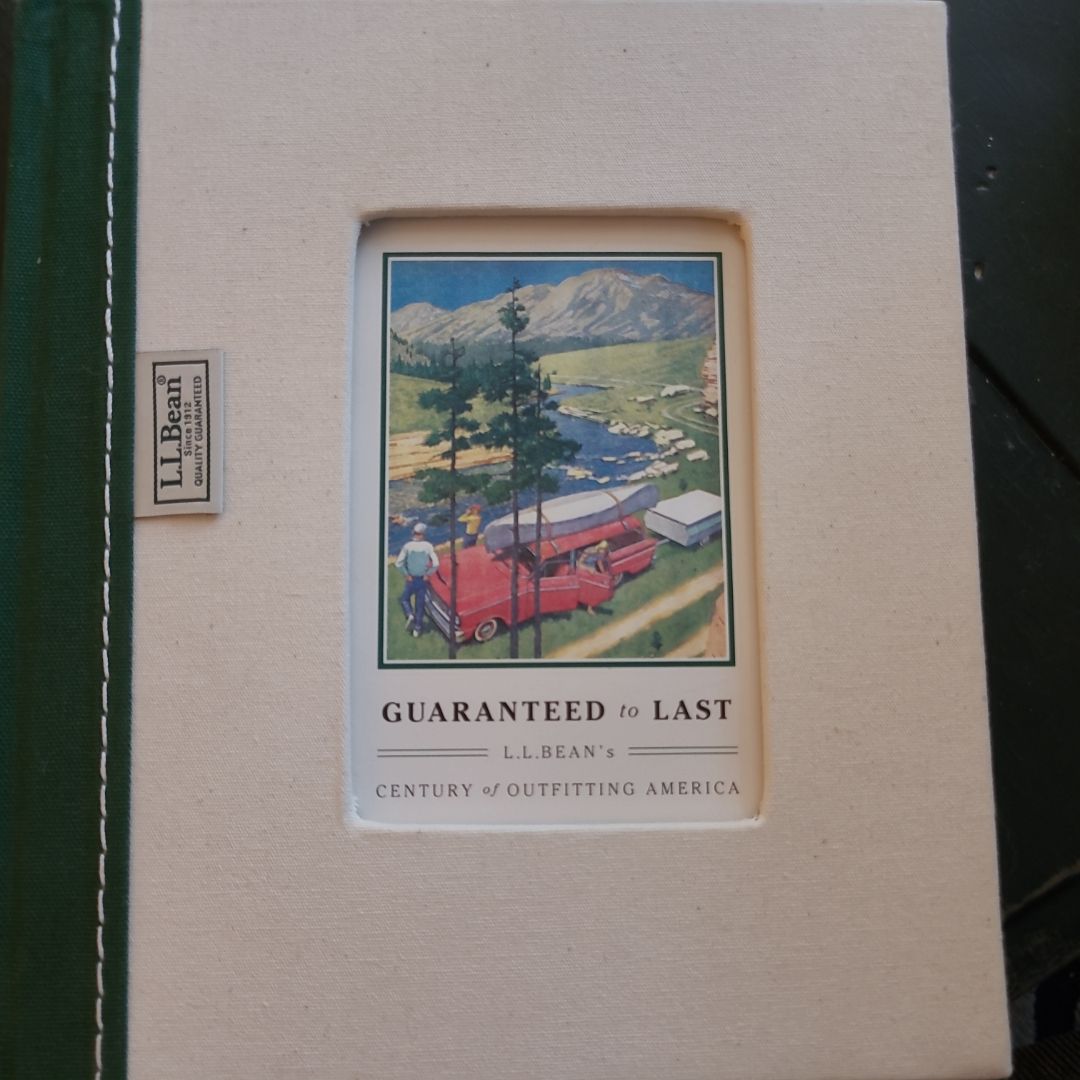 L.L.Bean®
Since 1912
QUALITY GUARANTEED
GUARANTEED to LAST
L.L.BEAN's
CENTURY of OUTFITTING AMERICA